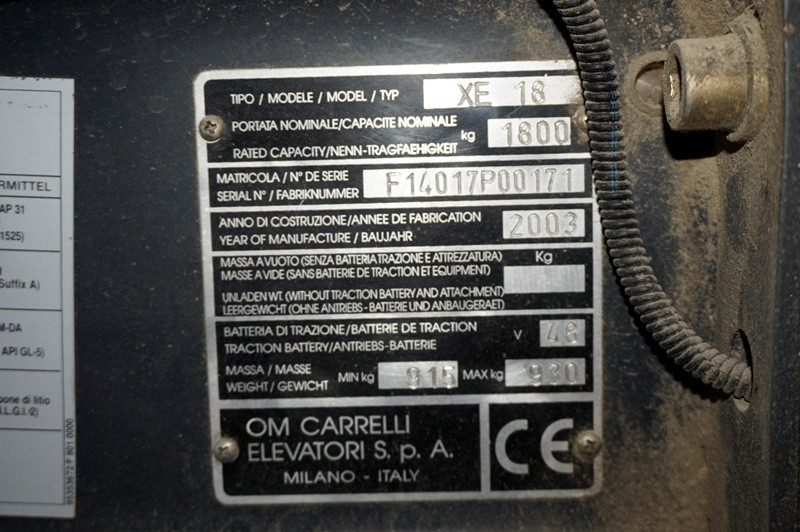 TIPO / MODELE / MODEL / TYP XE 18
PORTATA NOMINALE/CAPACITE NOMINALE
RATED CAPACITY/NENN-TRAGFAEHIGKEIT kg 1800
MATRICOLA / N° DE SERIE
SERIAL N° / FABRIKNUMMER F14017P00171
ANNO DI COSTRUZIONE/ANNEE DE FABRICATION
YEAR OF MANUFACTURE / BAUJAHR 2003
MASSA A VUOTO (SENZA BATTERIA TRAZIONE E ATTREZZATURA) Kg
MASSE A VIDE (SANS BATTERIE DE TRACTION ET EQUIPMENT)
UNLADEN WT. (WITHOUT TRACTION BATTERY AND ATTACHMENT)
LEERGEWICHT (OHNE ANTRIEBS - BATTERIE UND ANBAUGERAET)
BATTERIA DI TRAZIONE/BATTERIE DE TRACTION
TRACTION BATTERY/ANTRIEBS-BATTERIE V 48
MASSA / MASSE
WEIGHT / GEWICHT MIN kg 915 MAX kg 930
OM CARRELLI
ELEVATORI S. p. A.
MILANO - ITALY
CE
RMITTEL
AP 31
1525)
Suffix A)
M-DA
API GL-5)
pone di litio
I.L.G.I-2)
85353672 F 801 0000